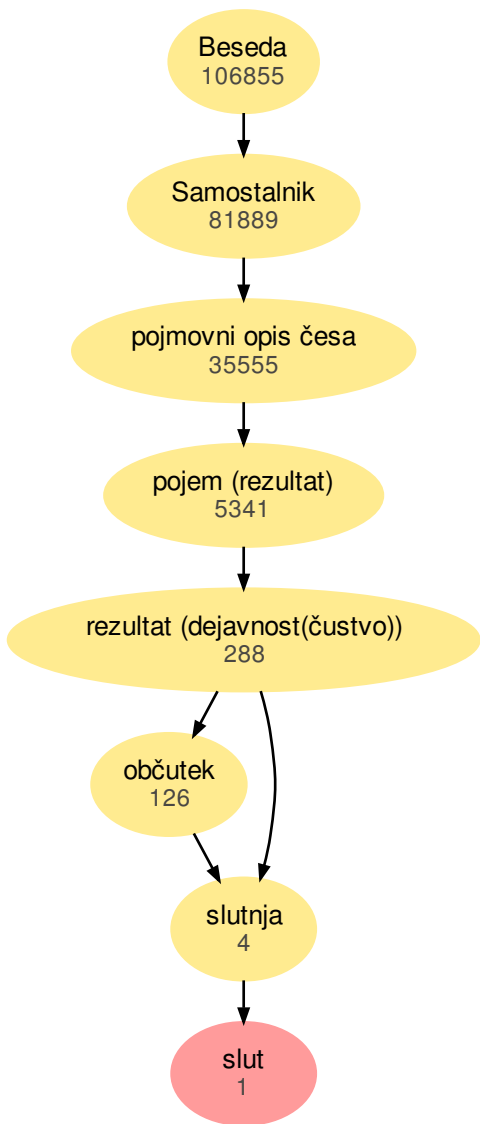 Beseda
106855
Samostalnik
81889
pojmovni opis česa
35555
pojem (rezultat)
5341
rezultat (dejavnost(čustvo))
288
občutek
126
slutnja
4
slut
1